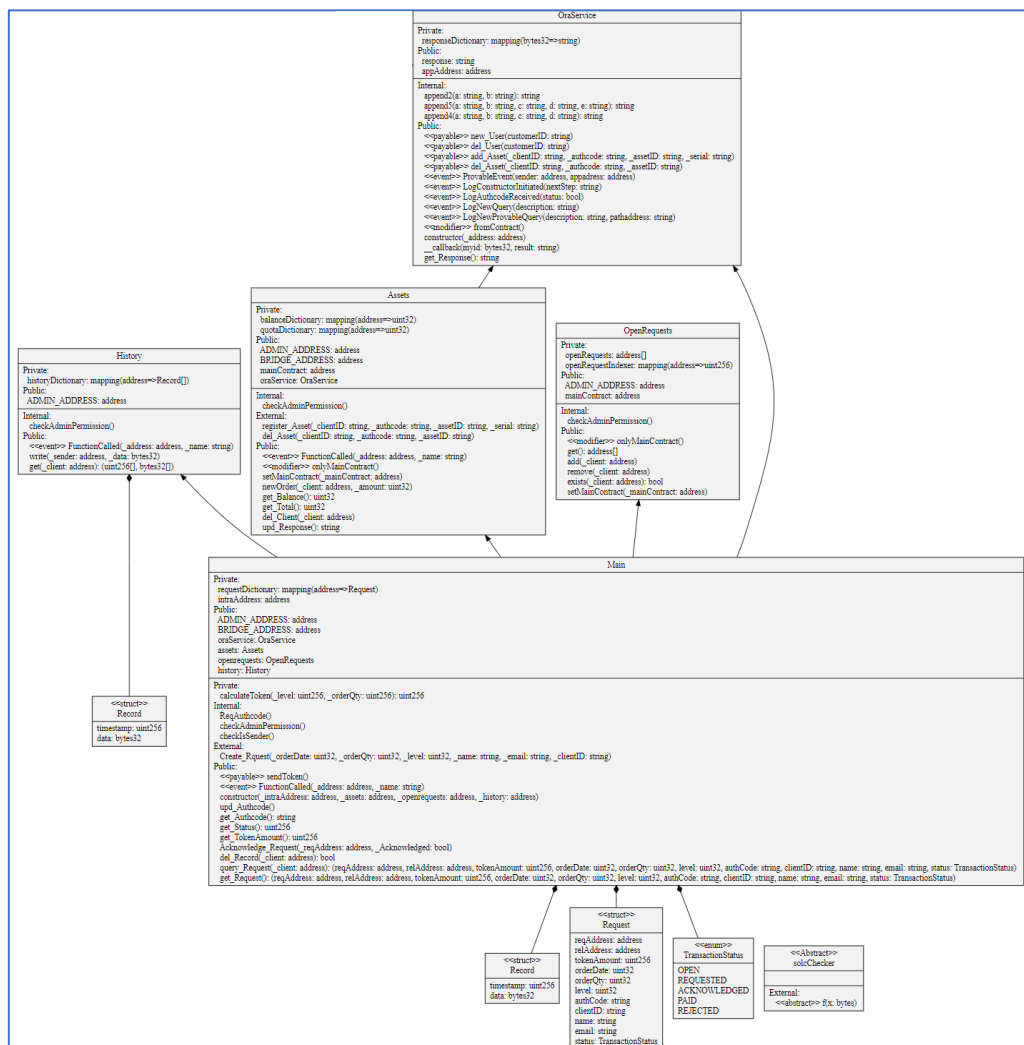 OraService
Private:
responseDictionary: mapping(bytes32=>string)
Public:
response: string
appAddress: address
Internal:
append2(a: string, b: string): string
append5(a: string, b: string, c: string, d: string, e: string): string
append4(a: string, b: string, c: string, d: string): string
Public:
<<payable>> new_User(customerID: string)
<<payable>> del_User(customerID: string)
<<payable>> add_Asset(_clientID: string, _authcode: string, _assetID: string, _serial: string)
<<payable>> del_Asset(_clientID: string, _authcode: string, _assetID: string)
<<event>> ProvableEvent(sender: address, appadress: address)
<<event>> LogConstructorInitiated(nextStep: string)
<<event>> LogAuthcodeReceived(status: bool)
<<event>> LogNewQuery(description: string)
<<event>> LogNewProvableQuery(description: string, pathaddress: string)
<<modifier>> fromContract()
constructor(_address: address)
__callback(myid: bytes32, result: string)
get_Response(): string
Assets
Private:
balanceDictionary: mapping(address=>uint32)
quotaDictionary: mapping(address=>uint32)
Public:
ADMIN_ADDRESS: address
BRIDGE_ADDRESS: address
mainContract: address
oraService: OraService
Internal:
checkAdminPermission()
External:
register_Asset(_clientID: string, _authcode: string, _assetID: string, _serial: string)
del_Asset(_clientID: string, _authcode: string, _assetID: string)
Public:
<<event>> FunctionCalled(_address: address, _name: string)
<<modifier>> onlyMainContract()
setMainContract(_mainContract: address)
newOrder(_client: address, _amount: uint32)
get_Balance(): uint32
get_Total(): uint32
del_Client(_client: address)
upd_Response(): string
OpenRequests
Private:
openRequests: address[]
openRequestIndexer: mapping(address=>uint256)
Public:
ADMIN_ADDRESS: address
mainContract: address
Internal:
checkAdminPermission()
Public:
<<modifier>> onlyMainContract()
get(): address[]
add(_client: address)
remove(_client: address)
exists(_client: address): bool
setMainContract(_mainContract: address)
History
Private:
historyDictionary: mapping(address=>Record[])
Public:
ADMIN_ADDRESS: address
Internal:
checkAdminPermission()
Public:
<<event>> FunctionCalled(_address: address, _name: string)
write(_sender: address, _data: bytes32)
get(_client: address): (uint256[], bytes32[])
Main
Private:
requestDictionary: mapping(address=>Request)
intraAddress: address
Public:
ADMIN_ADDRESS: address
BRIDGE_ADDRESS: address
oraService: OraService
assets: Assets
openrequests: OpenRequests
history: History
Private:
calculateToken(_level: uint256, _orderQty: uint256): uint256
Internal:
ReqAuthcode()
checkAdminPermission()
checkIsSender()
External:
Create_Rquest(_orderDate: uint32, _orderQty: uint32, _level: uint32, _name: string, _email: string, _clientID: string)
Public:
<<payable>> sendToken()
<<event>> FunctionCalled(_address: address, _name: string)
constructor(_intraAddress: address, _assets: address, _openrequests: address, _history: address)
upd_Authcode()
get_Authcode(): string
get_Status(): uint256
get_TokenAmount(): uint256
Acknowledge_Request(_reqAddress: address, _Acknowledged: bool)
del_Record(_client: address): bool
query_Request(_client: address): (reqAddress: address, relAddress: address, tokenAmount: uint256, orderDate: uint32, orderQty: uint32, level: uint32, authCode: string, clientID: string, name: string, email: string, status: TransactionStatus)
get_Request(): (reqAddress: address, relAddress: address, tokenAmount: uint256, orderDate: uint32, orderQty: uint32, level: uint32, authCode: string, clientID: string, name: string, email: string, status: TransactionStatus)
<<struct>>
Record
timestamp: uint256
data: bytes32
<<struct>>
Record
timestamp: uint256
data: bytes32
<<struct>>
Request
reqAddress: address
relAddress: address
tokenAmount: uint256
orderDate: uint32
orderQty: uint32
level: uint32
authCode: string
clientID: string
name: string
email: string
status: TransactionStatus
<<enum>>
TransactionStatus
OPEN
REQUESTED
ACKNOWLEDGED
PAID
REJECTED
<<Abstract>>
solcChecker
External:
<<abstract>> f(x: bytes)